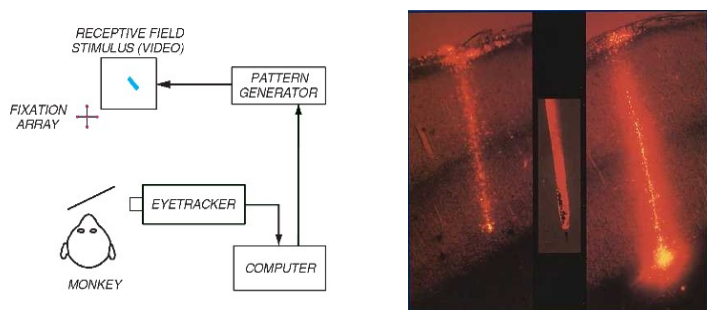 RECEPTIVE FIELD
STIMULUS (VIDEO)
PATTERN
GENERATOR
FIXATION
ARRAY
EYETRACKER
COMPUTER
MONKEY